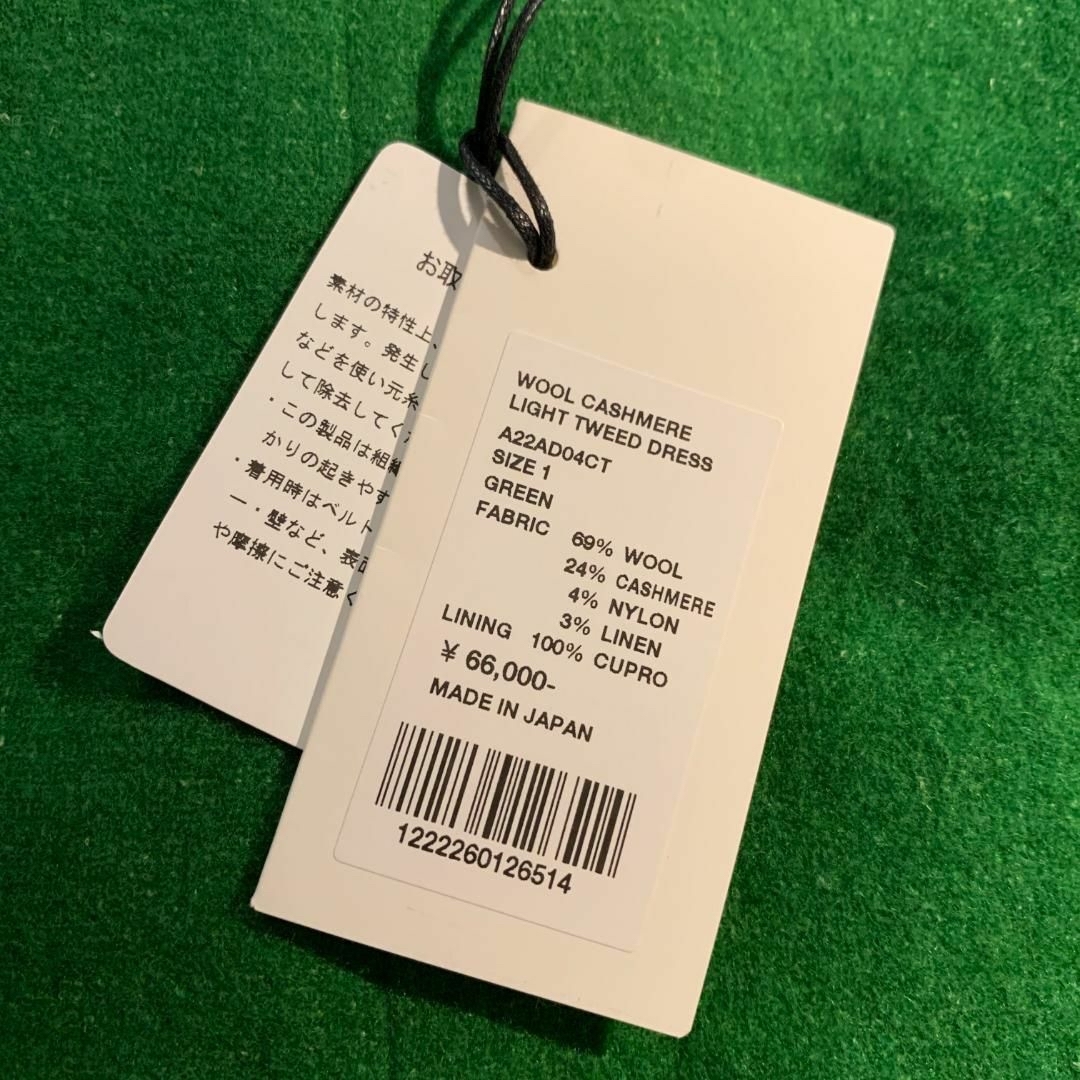 お取
素材の特性上、
します。発生し
などを使い元糸
して除去してくだ
・この製品は組織
かりの起きやす
・着用時はベルト
ー・壁など、表
や摩擦にご注意く
WOOL CASHMERE
LIGHT TWEED DRESS
A22AD04CT
SIZE 1
GREEN
FABRIC 69% WOOL
24% CASHMERE
4% NYLON
3% LINEN
LINING 100% CUPRO
¥ 66,000-
MADE IN JAPAN
1222260126514